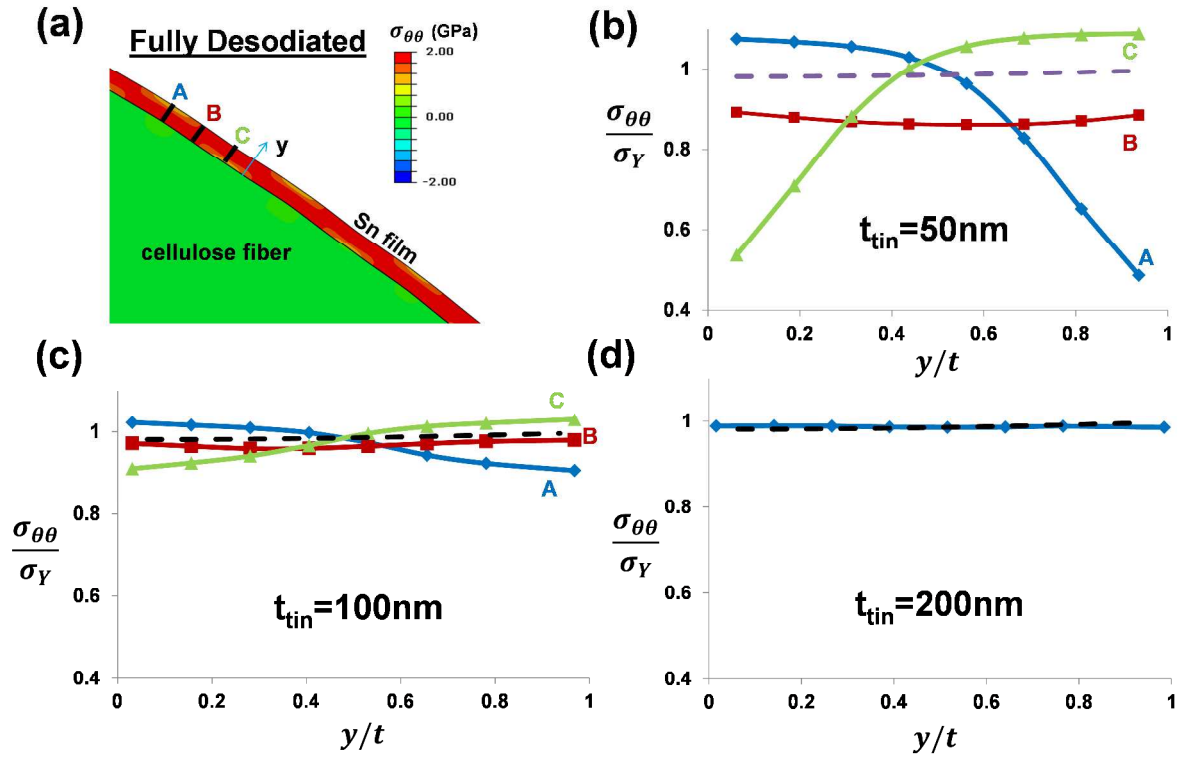 (a)
Fully Desodiated
σθθ (GPa)
2.00
0.00
-2.00
A
B
C
y
Sn film
cellulose fiber
(b)
σθθ
σY
1
0.8
0.6
0.4
0 0.2 0.4 0.6 0.8 1
y/t
C
B
A
ttin=50nm
(c)
σθθ
σY
1
0.8
0.6
0.4
0 0.2 0.4 0.6 0.8 1
y/t
C
B
A
ttin=100nm
(d)
σθθ
σY
1
0.8
0.6
0.4
0 0.2 0.4 0.6 0.8 1
y/t
ttin=200nm